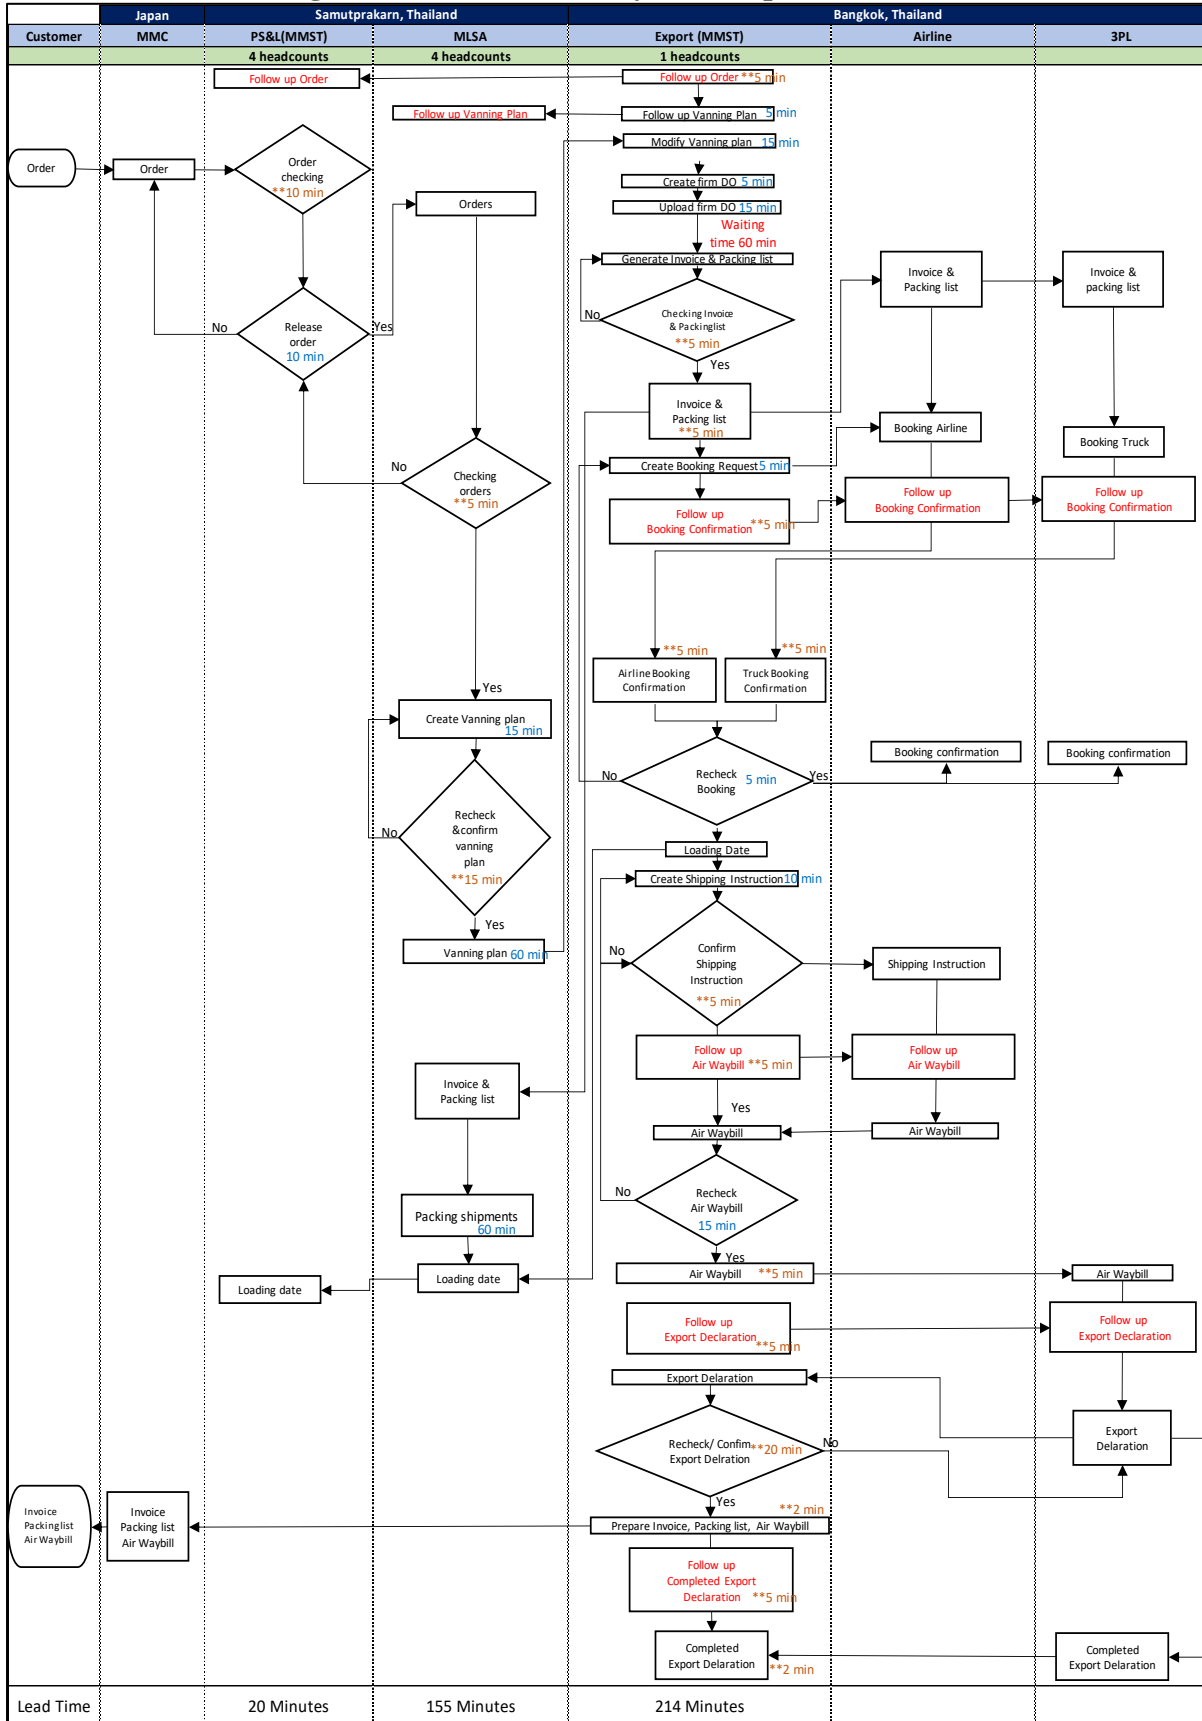 Japan
Samutprakarn, Thailand
Bangkok, Thailand
Customer
MMC
PS&L(MMST)
MLSA
Export (MMST)
Airline
3PL
4 headcounts
4 headcounts
1 headcounts
Follow up Order
Follow up Order **5 min
Follow up Vanning Plan
Follow up Vanning Plan 5 min
Modify Vanning plan 15 min
Order
Order
Order
checking
**10 min
Create firm DO 5 min
Orders
Upload firm DO 15 min
Waiting
time 60 min
Generate Invoice & Packing list
Invoice &
Packing list
Invoice &
packing list
No
Checking Invoice
& Packinglist
**5 min
No
Release
order
10 min
Yes
Yes
Invoice &
Packing list
**5 min
Booking Airline
Booking Truck
No
Checking
orders
**5 min
Create Booking Request 5 min
Follow up
Booking Confirmation **5 min
Follow up
Booking Confirmation
Follow up
Booking Confirmation
**5 min
**5 min
Airline Booking
Confirmation
Truck Booking
Confirmation
Yes
Create Vanning plan
15 min
Booking confirmation
Booking confirmation
No
Recheck
Booking
5 min
Yes
No
Recheck
& confirm
vanning
plan
**15 min
Loading Date
Create Shipping Instruction 10 min
Yes
Vanning plan 60 min
No
Confirm
Shipping
Instruction
**5 min
Shipping Instruction
Follow up
Air Waybill **5 min
Follow up
Air Waybill
Invoice &
Packing list
Yes
Air Waybill
Air Waybill
No
Recheck
Air Waybill
15 min
Packing shipments
60 min
Yes
Air Waybill **5 min
Air Waybill
Loading date
Loading date
Follow up
Export Declaration
**5 min
Follow up
Export Declaration
Export Delaration
Recheck/ Confim
Export Delration
**20 min
No
Export
Delaration
Yes
**2 min
Invoice
Packing list
Air Waybill
Invoice
Packing list
Air Waybill
Prepare Invoice, Packing list, Air Waybill
Follow up
Completed Export
Declaration **5 min
Completed
Export Delaration
**2 min
Completed
Export Delaration
Lead Time
20 Minutes
155 Minutes
214 Minutes